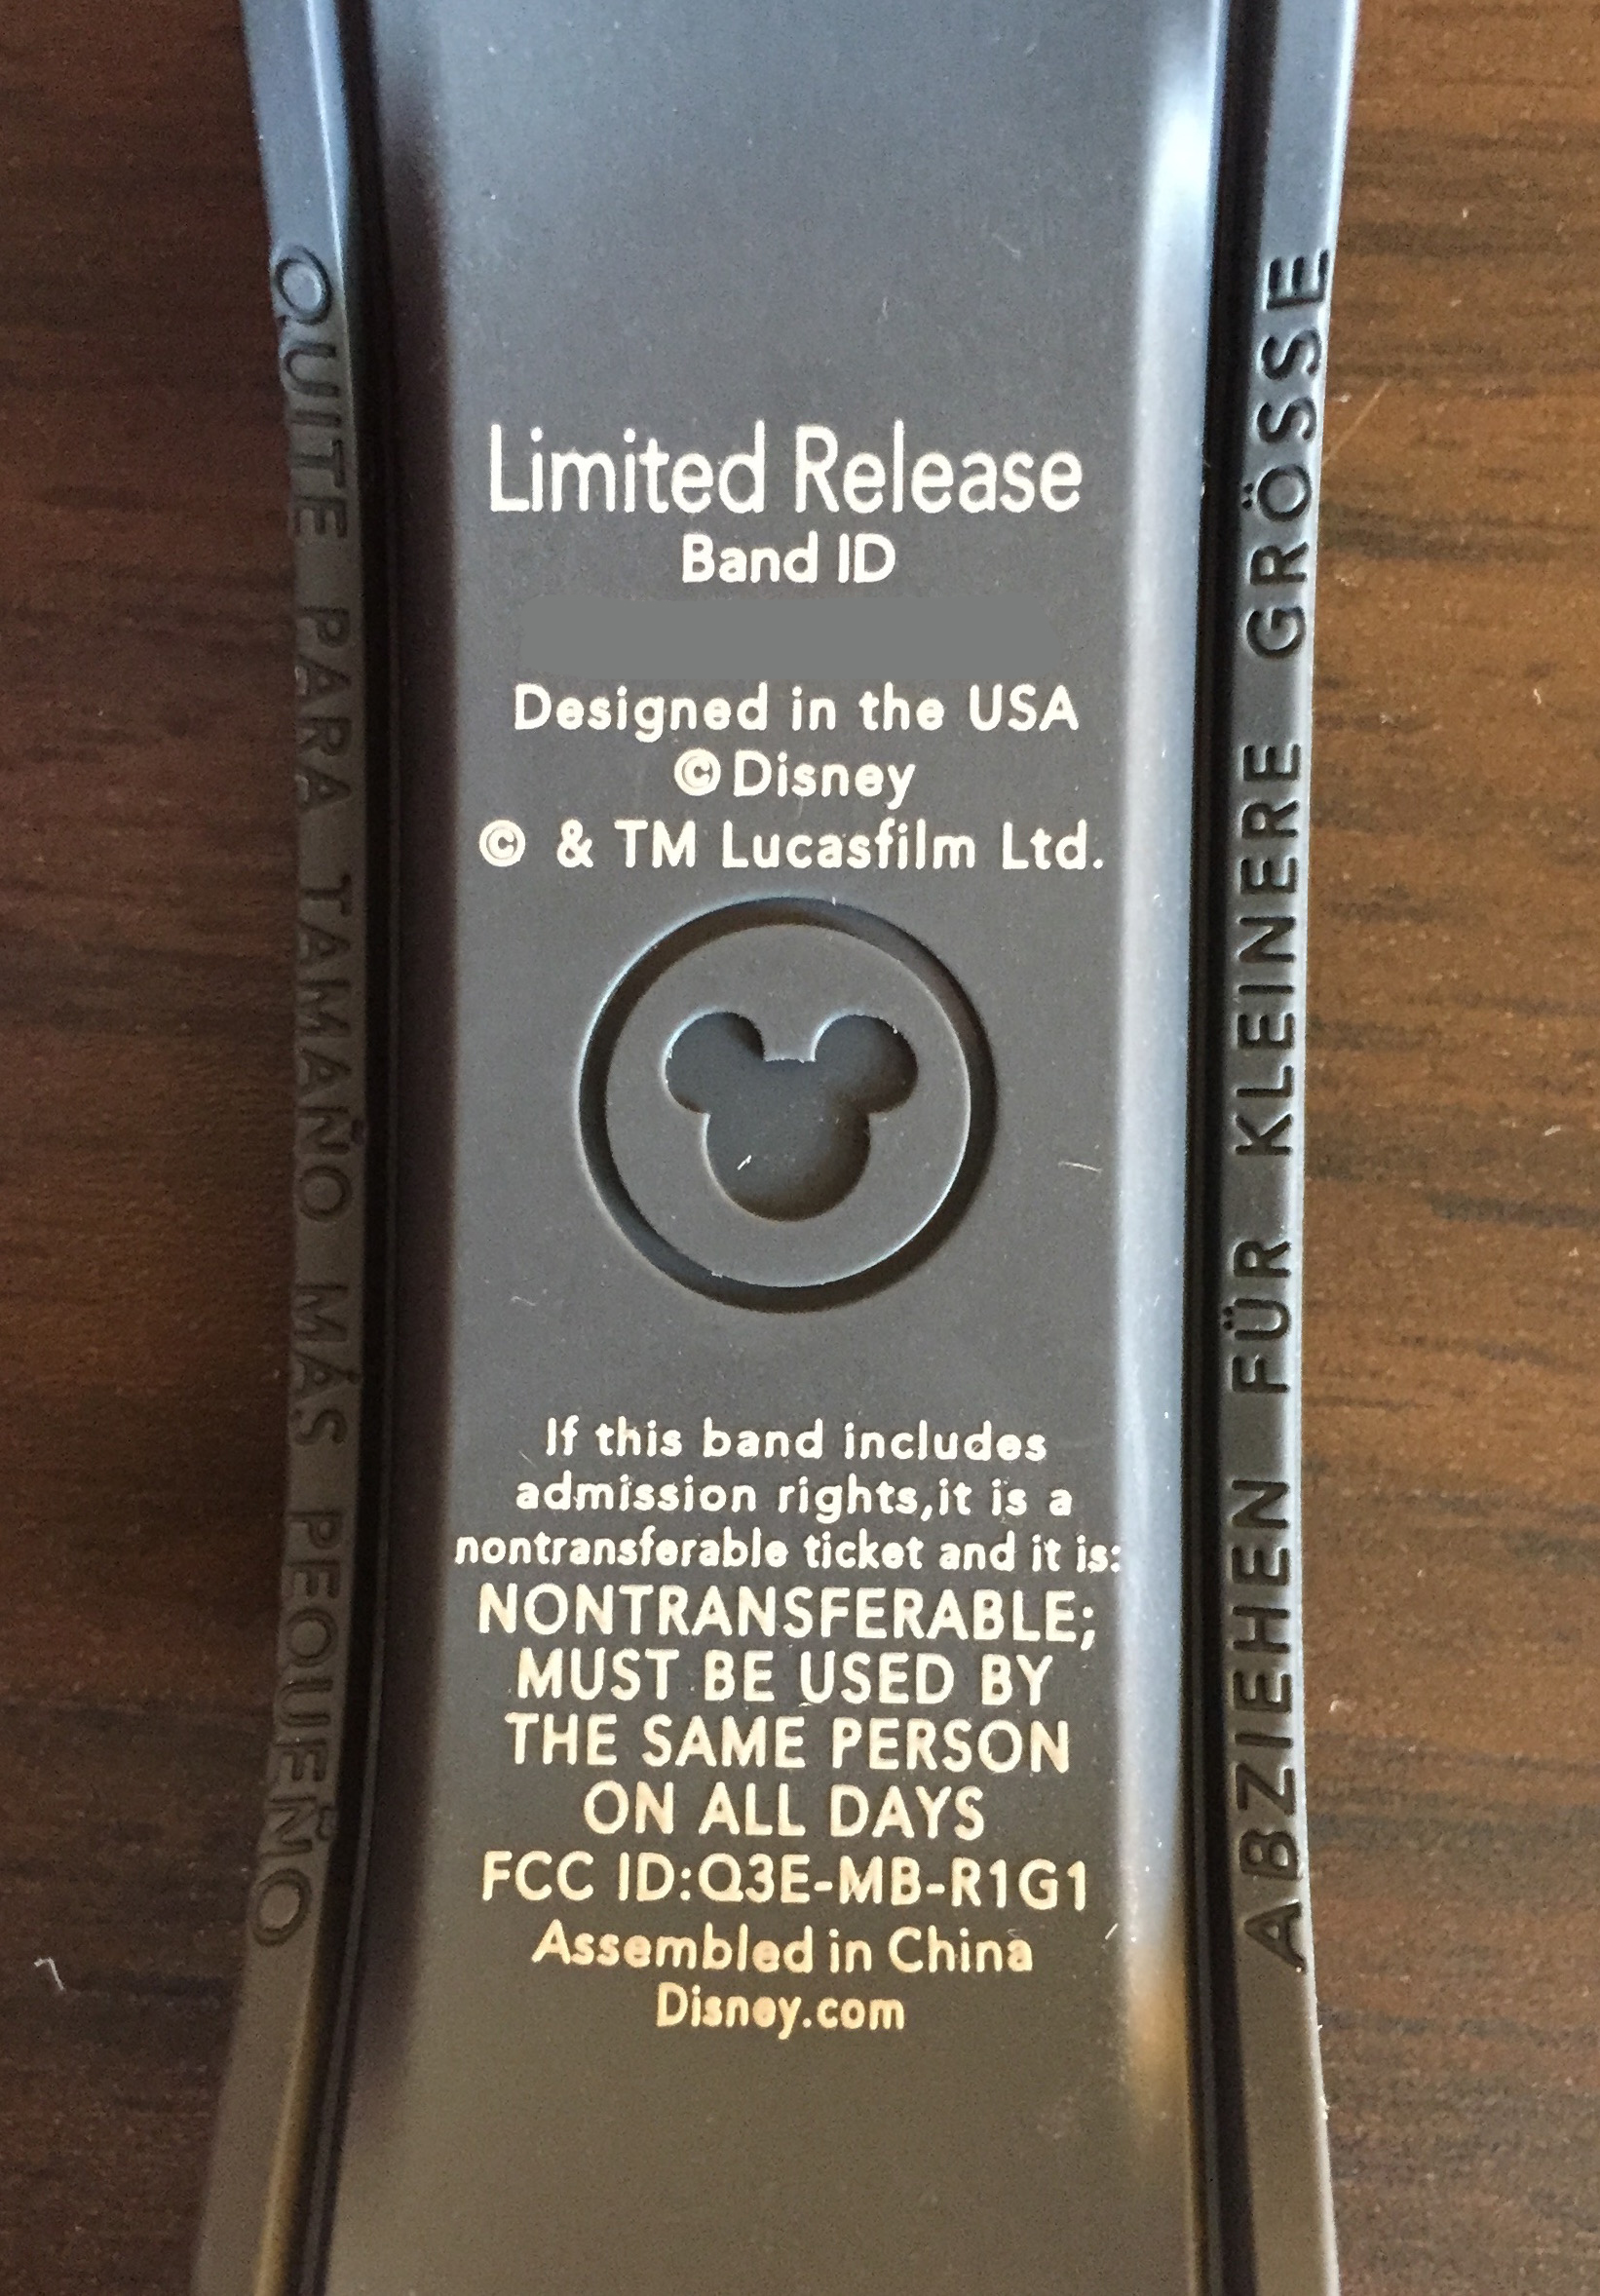 QUITE PARA TAMAÑO MÁS PEQUEÑO
Limited Release
Band ID
Designed in the USA
©Disney
© & TM Lucasfilm Ltd.
If this band includes
admission rights,it is a
nontransferable ticket and it is:
NONTRANSFERABLE;
MUST BE USED BY
THE SAME PERSON
ON ALL DAYS
FCC ID:Q3E-MB-R1G1
Assembled in China
Disney.com
ABZIEHEN FÜR KLEINERE GRÖSSE